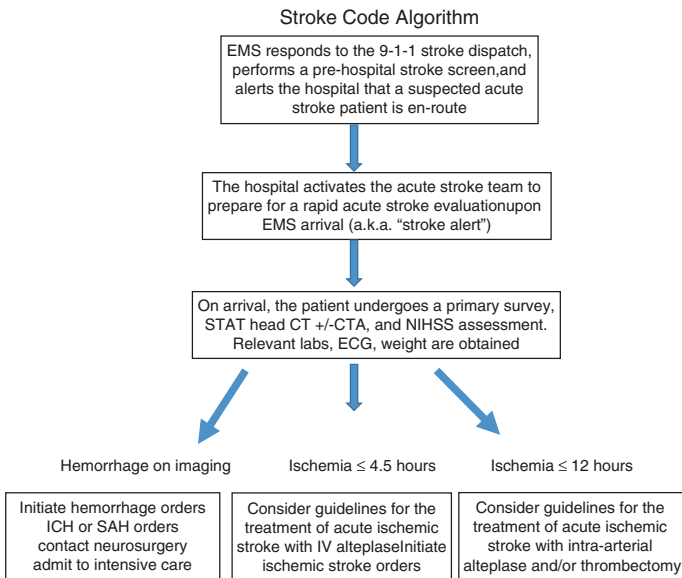 Stroke Code Algorithm
EMS responds to the 9-1-1 stroke dispatch,
performs a pre-hospital stroke screen,and
alerts the hospital that a suspected acute
stroke patient is en-route
The hospital activates the acute stroke team to
prepare for a rapid acute stroke evaluationupon
EMS arrival (a.k.a. “stroke alert”)
On arrival, the patient undergoes a primary survey,
STAT head CT +/-CTA, and NIHSS assessment.
Relevant labs, ECG, weight are obtained
Hemorrhage on imaging
Initiate hemorrhage orders
ICH or SAH orders
contact neurosurgery
admit to intensive care
Ischemia ≤ 4.5 hours
Consider guidelines for the
treatment of acute ischemic
stroke with IV alteplaseInitiate
ischemic stroke orders
Ischemia ≤ 12 hours
Consider guidelines for the
treatment of acute ischemic
stroke with intra-arterial
alteplase and/or thrombectomy